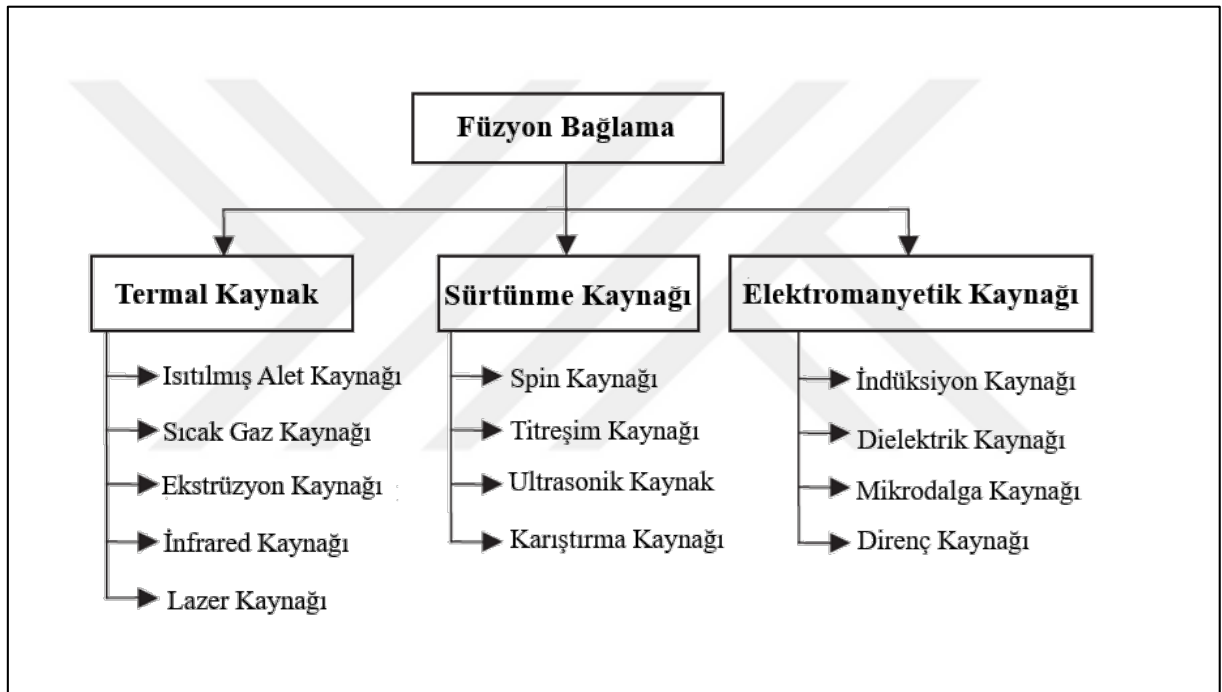 Füzyon Bağlama
Termal Kaynak
Isıtılmış Alet Kaynağı
Sıcak Gaz Kaynağı
Ekstrüzyon Kaynağı
İnfrared Kaynağı
Lazer Kaynağı
Sürtünme Kaynağı
Spin Kaynağı
Titreşim Kaynağı
Ultrasonik Kaynak
Karıştırma Kaynağı
Elektromanyetik Kaynağı
İndüksiyon Kaynağı
Dielektrik Kaynağı
Mikrodalga Kaynağı
Direnç Kaynağı